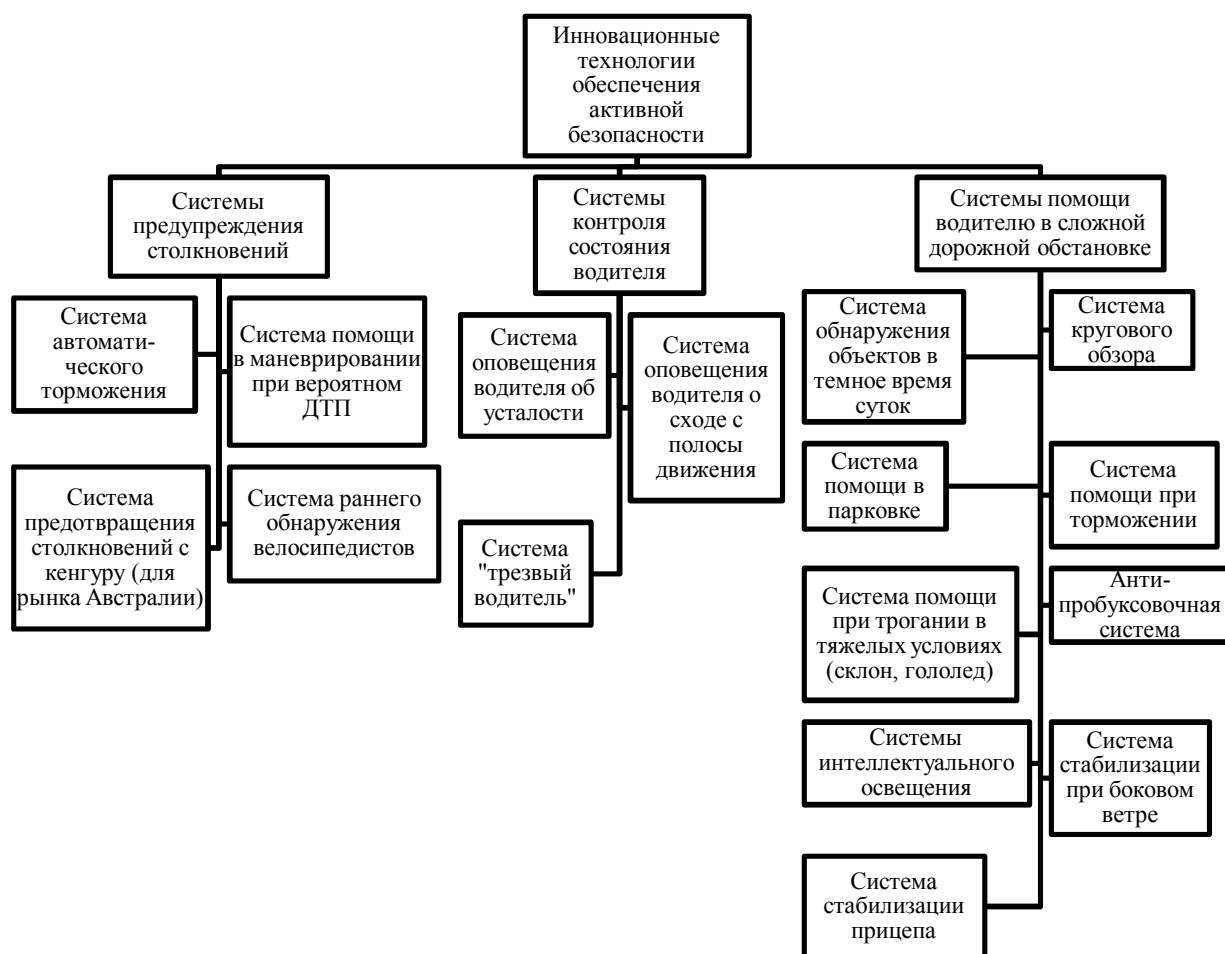 Инновационные
технологии
обеспечения
активной
безопасности
Системы
предупреждения
столкновений
Системы
контроля
состояния
водителя
Системы помощи
водителю в сложной
дорожной обстановке
Система
автомати-
ческого
торможения
Система помощи
в маневрировании
при вероятном
ДТП
Система
предотвращения
столкновений с
кенгуру (для
рынка Австралии)
Система раннего
обнаружения
велосипедистов
Система
оповещения
водителя об
усталости
Система
оповещения
водителя о
сходе с
полосы
движения
Система
"трезвый
водитель"
Система
обнаружения
объектов в
темное время
суток
Система
кругового
обзора
Система
помощи в
парковке
Система
помощи при
торможении
Система помощи
при трогании в
тяжелых условиях
(склон, гололед)
Анти-
пробуксовочная
система
Системы
интеллектуального
освещения
Система
стабилизации
при боковом
ветре
Система
стабилизации
прицепа